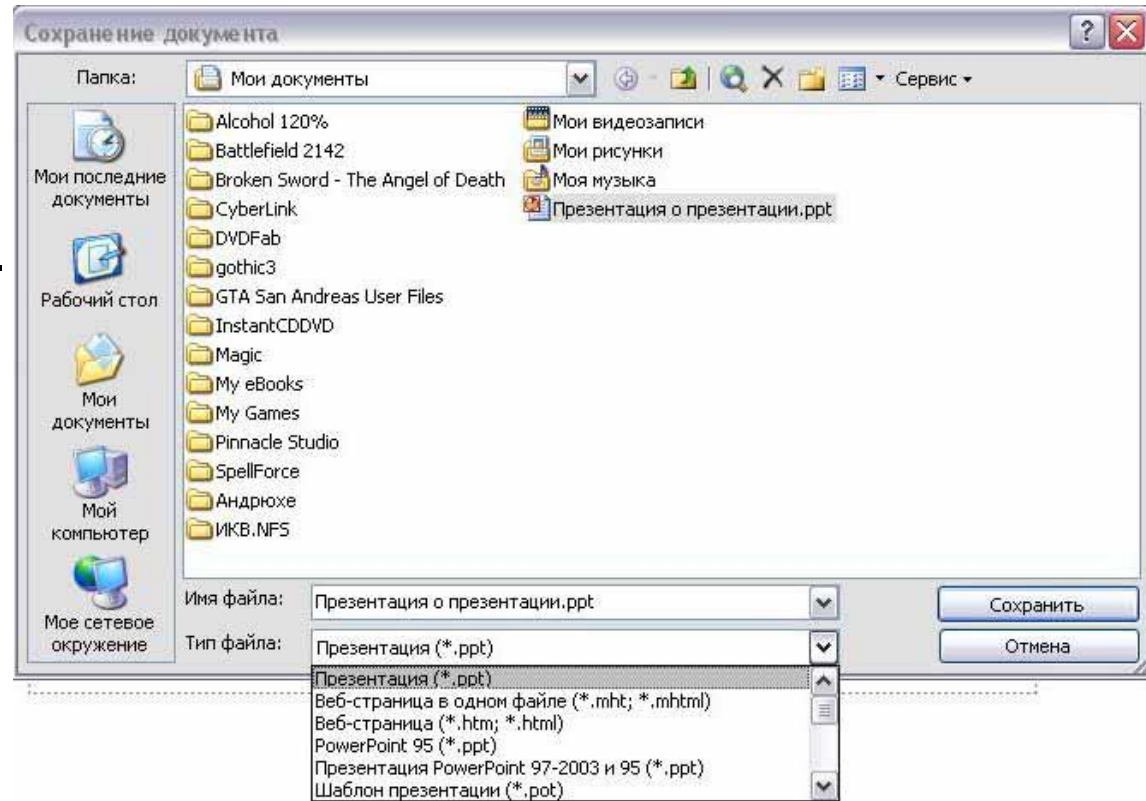 Сохранение документа
Папка: Мои документы Сервис
Мои последние документы
Рабочий стол
Мои документы
Мой компьютер
Мое сетевое окружение
Alcohol 120%
Battlefield 2142
Broken Sword - The Angel of Death
CyberLink
DVDFab
gothic3
GTA San Andreas User Files
InstantCDDVD
Magic
My eBooks
My Games
Pinnacle Studio
SpellForce
Андрюхе
ИКВ.NFS
Мои видеозаписи
Мои рисунки
Моя музыка
Презентация о презентации.ppt
Имя файла: Презентация о презентации.ppt Сохранить
Тип файла: Презентация (*.ppt) Отмена
Презентация (*.ppt)
Веб-страница в одном файле (*.mht; *.mhtml)
Веб-страница (*.htm; *.html)
PowerPoint 95 (*.ppt)
Презентация PowerPoint 97-2003 и 95 (*.ppt)
Шаблон презентации (*.pot)